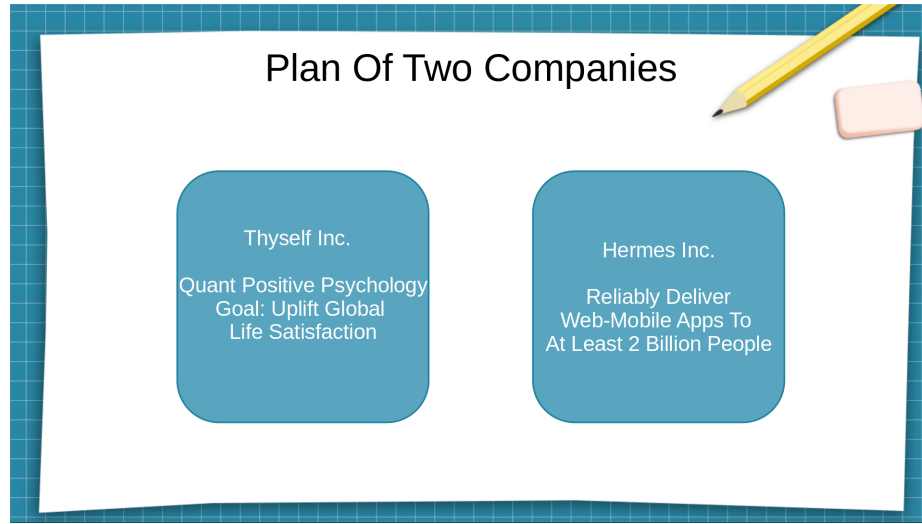 Plan Of Two Companies
Thyself Inc.
Quant Positive Psychology
Goal: Uplift Global
Life Satisfaction
Hermes Inc.
Reliably Deliver
Web-Mobile Apps To
At Least 2 Billion People